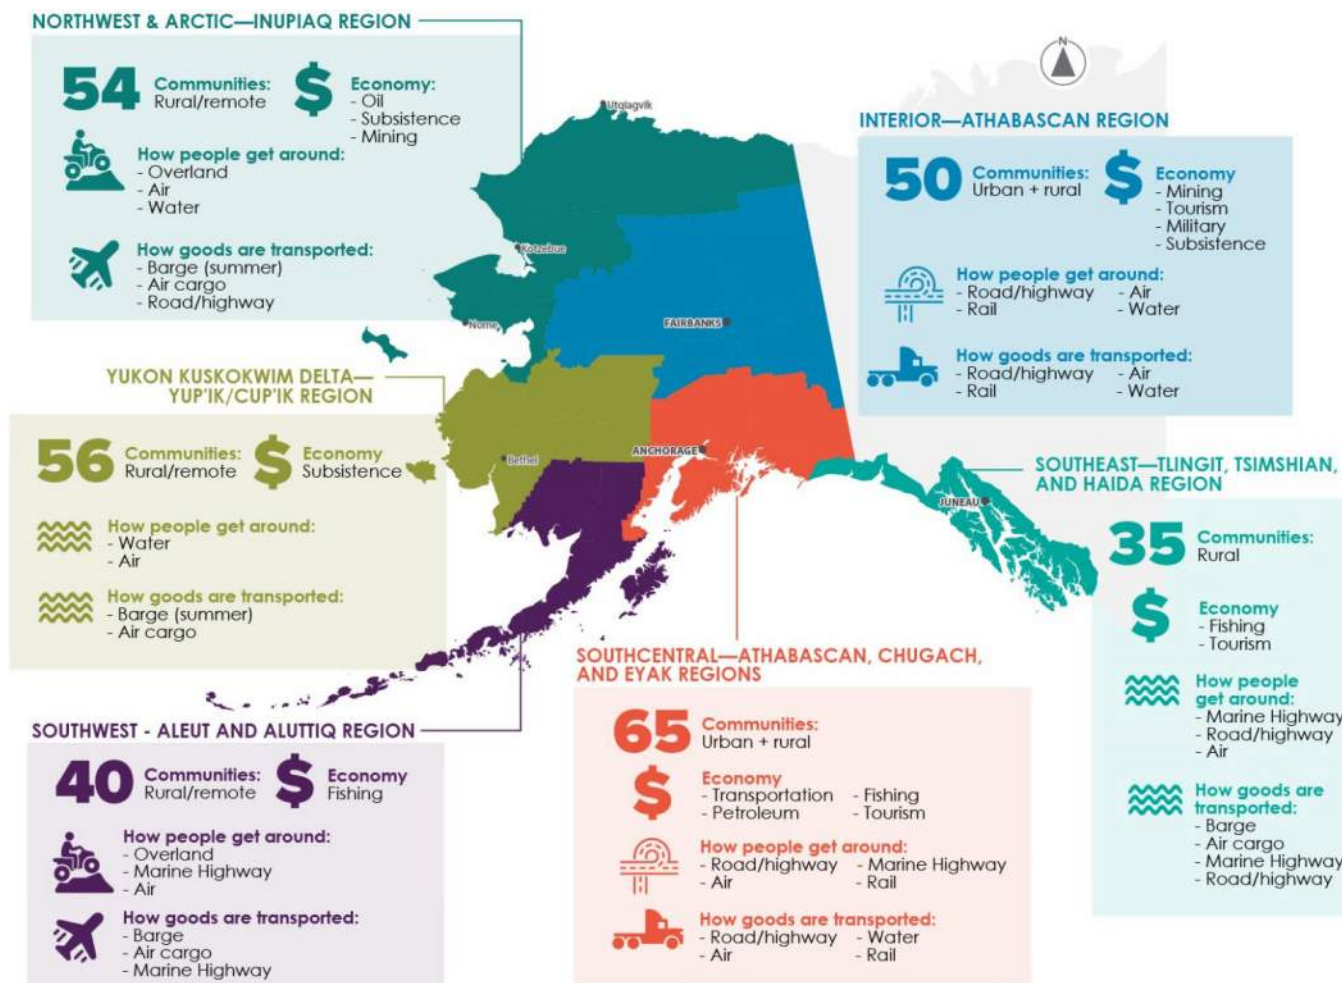 NORTHWEST & ARCTIC—INUPIAQ REGION
54
Communities:
Rural/remote
$
Economy:
- Oil
- Subsistence
- Mining
How people get around:
- Overland
- Air
- Water
How goods are transported:
- Barge (summer)
- Air cargo
- Road/highway
N
Utqiagvik
Kotzebue
Nome
FAIRBANKS
Bethel
ANCHORAGE
JUNEAU
INTERIOR—ATHABASCAN REGION
50
Communities:
Urban + rural
$
Economy
- Mining
- Tourism
- Military
- Subsistence
How people get around:
- Road/highway - Air
- Rail - Water
How goods are transported:
- Road/highway - Air
- Rail - Water
YUKON KUSKOKWIM DELTA—
YUP'IK/CUP'IK REGION
56
Communities:
Rural/remote
$
Economy
Subsistence
How people get around:
- Water
- Air
How goods are transported:
- Barge (summer)
- Air cargo
SOUTHEAST—TLINGIT, TSIMSHIAN,
AND HAIDA REGION
35
Communities:
Rural
$
Economy
- Fishing
- Tourism
How people
get around:
- Marine Highway
- Road/highway
- Air
How goods are
transported:
- Barge
- Air cargo
- Marine Highway
- Road/highway
SOUTHWEST - ALEUT AND ALUTTIQ REGION
40
Communities:
Rural/remote
$
Economy
Fishing
How people get around:
- Overland
- Marine Highway
- Air
How goods are transported:
- Barge
- Air cargo
- Marine Highway
SOUTHCENTRAL—ATHABASCAN, CHUGACH,
AND EYAK REGIONS
65
Communities:
Urban + rural
$
Economy
- Transportation - Fishing
- Petroleum - Tourism
How people get around:
- Road/highway - Marine Highway
- Air - Rail
How goods are transported:
- Road/highway - Water
- Air - Rail